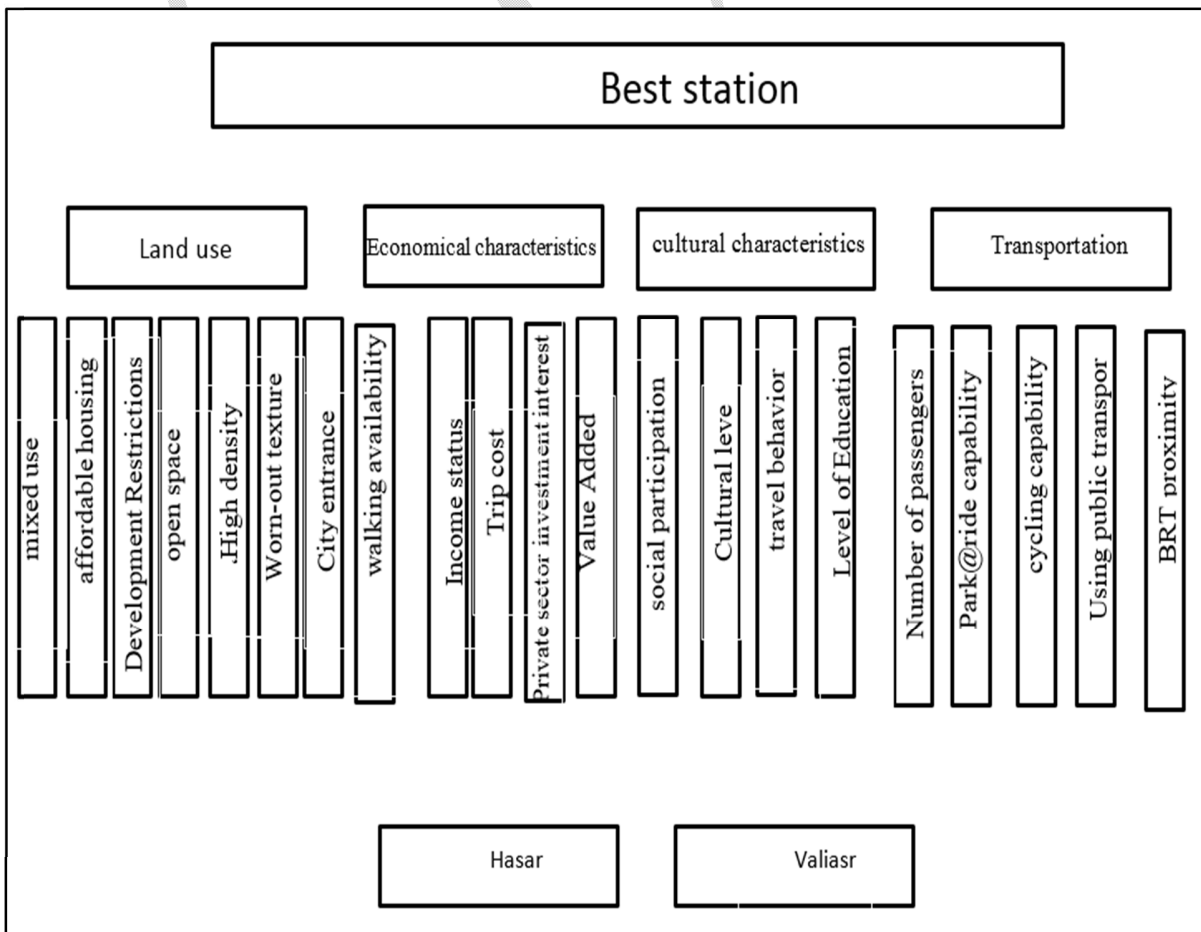 Best station
Land use
Economical characteristics
cultural characteristics
Transportation
mixed use
affordable housing
Development Restrictions
open space
.High density
Worn-out texture
City entrance
walking availability
Income status
Trip cost
Private sector investment interest
Value Added
social participation
Cultural leve
travel behavior
Level of Education
Number of passengers
Park@ride capability
cycling capability
Using public transpor
BRT proximity
Hasar
Valiasr